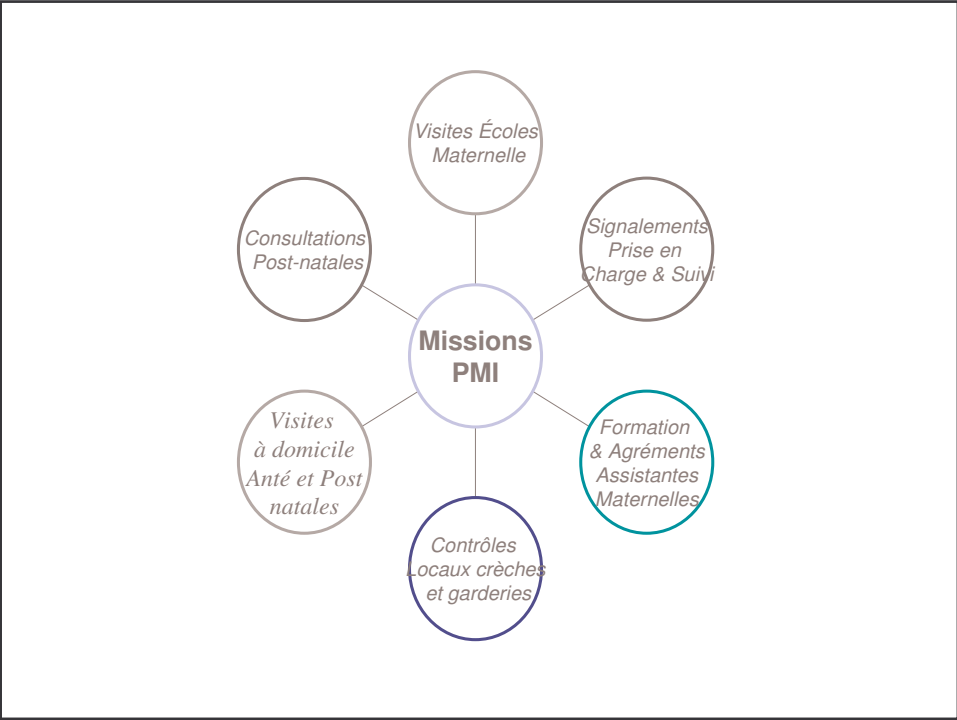 Visites Écoles
Maternelle
Signalements
Prise en
Charge & Suivi
Consultations
Post-natales
Missions
PMI
Visites
à domicile
Anté et Post
natales
Formation
& Agréments
Assistantes
Maternelles
Contrôles
Locaux crèches
et garderies